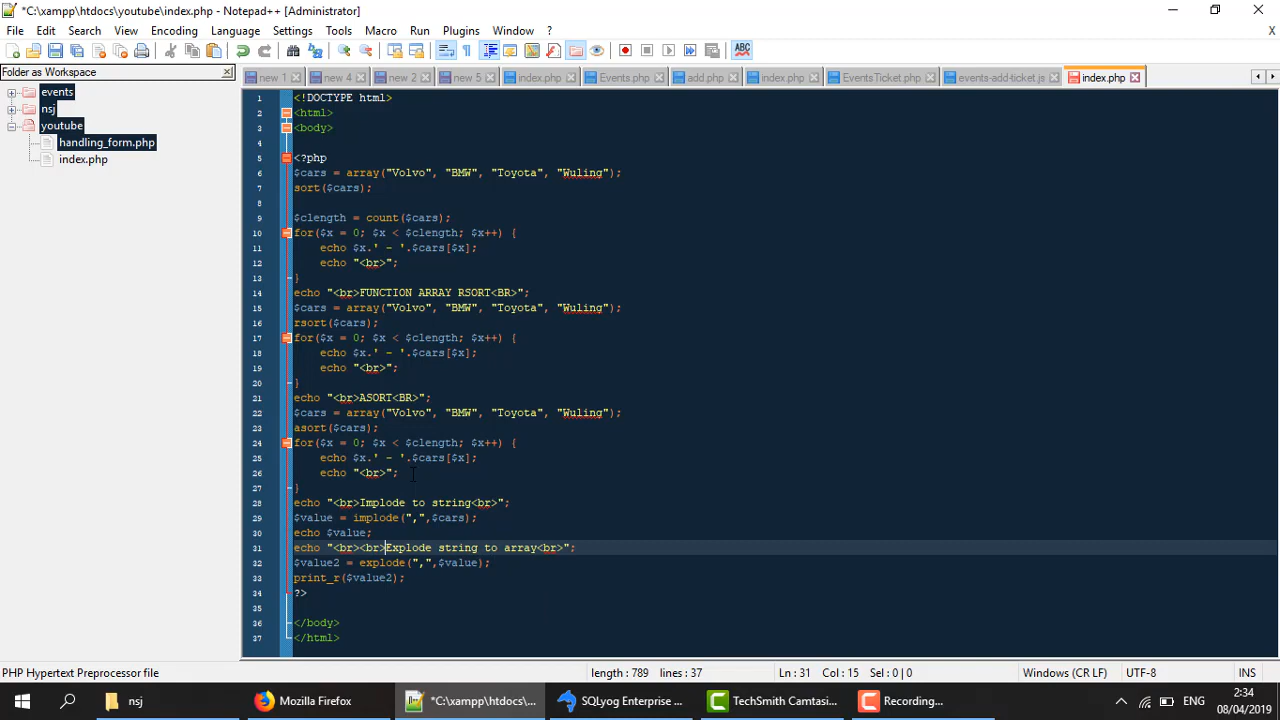 *C:\xampp\htdocs\youtube\index.php - Notepad++ [Administrator]
File Edit Search View Encoding Language Settings Tools Macro Run Plugins Window ?
Folder as Workspace
new 1 new 4 new 2 new 5 index.php Events.php add.php index.php EventsTicket.php events-add-ticket.js index.php
events
nsj
youtube
handling_form.php
index.php
1 <!DOCTYPE html>
2 <html>
3 <body>
4
5 <?php
6 $cars = array("Volvo", "BMW", "Toyota", "Wuling");
7 sort($cars);
8
9 $clength = count($cars);
10 for($x = 0; $x < $clength; $x++) {
11 echo $x.' - '.$cars[$x];
12 echo "<br>";
13 }
14 echo "<br>FUNCTION ARRAY RSORT<BR>";
15 $cars = array("Volvo", "BMW", "Toyota", "Wuling");
16 rsort($cars);
17 for($x = 0; $x < $clength; $x++) {
18 echo $x.' - '.$cars[$x];
19 echo "<br>";
20 }
21 echo "<br>ASORT<BR>";
22 $cars = array("Volvo", "BMW", "Toyota", "Wuling");
23 asort($cars);
24 for($x = 0; $x < $clength; $x++) {
25 echo $x.' - '.$cars[$x];
26 echo "<br>";
27 }
28 echo "<br>Implode to string<br>";
29 $value = implode(",",$cars);
30 echo $value;
31 echo "<br><br>Explode string to array<br>";
32 $value2 = explode(",",$value);
33 print_r($value2);
34 ?>
35
36 </body>
37 </html>
PHP Hypertext Preprocessor file length : 789 lines : 37 Ln : 31 Col : 15 Sel : 0 | 0 Windows (CR LF) UTF-8 INS
nsj Mozilla Firefox *C:\xampp\htdocs\... SQLyog Enterprise ... TechSmith Camtasi... Recording... ENG 2:34
08/04/2019